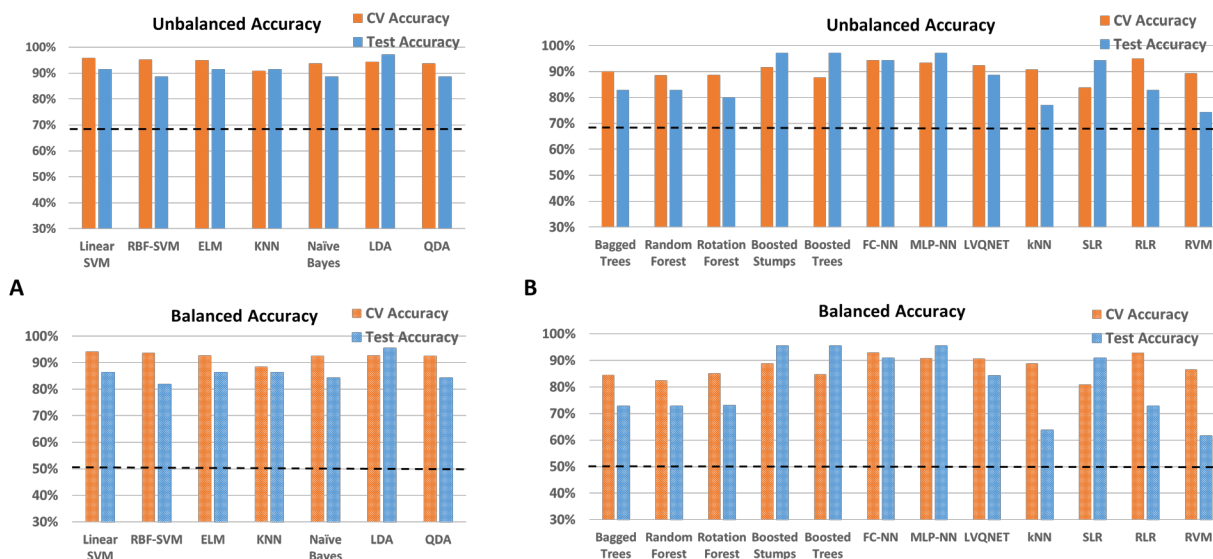 Unbalanced Accuracy
CV Accuracy
Test Accuracy
100%
90%
80%
70%
60%
50%
40%
30%
Linear SVM
RBF-SVM
ELM
KNN
Naïve Bayes
LDA
QDA
A
Balanced Accuracy
CV Accuracy
Test Accuracy
100%
90%
80%
70%
60%
50%
40%
30%
Linear SVM
RBF-SVM
ELM
KNN
Naïve Bayes
LDA
QDA
Unbalanced Accuracy
CV Accuracy
Test Accuracy
100%
90%
80%
70%
60%
50%
40%
30%
Bagged Trees
Random Forest
Rotation Forest
Boosted Stumps
Boosted Trees
FC-NN
MLP-NN
LVQNET
kNN
SLR
RLR
RVM
B
Balanced Accuracy
CV Accuracy
Test Accuracy
100%
90%
80%
70%
60%
50%
40%
30%
Bagged Trees
Random Forest
Rotation Forest
Boosted Stumps
Boosted Trees
FC-NN
MLP-NN
LVQNET
kNN
SLR
RLR
RVM